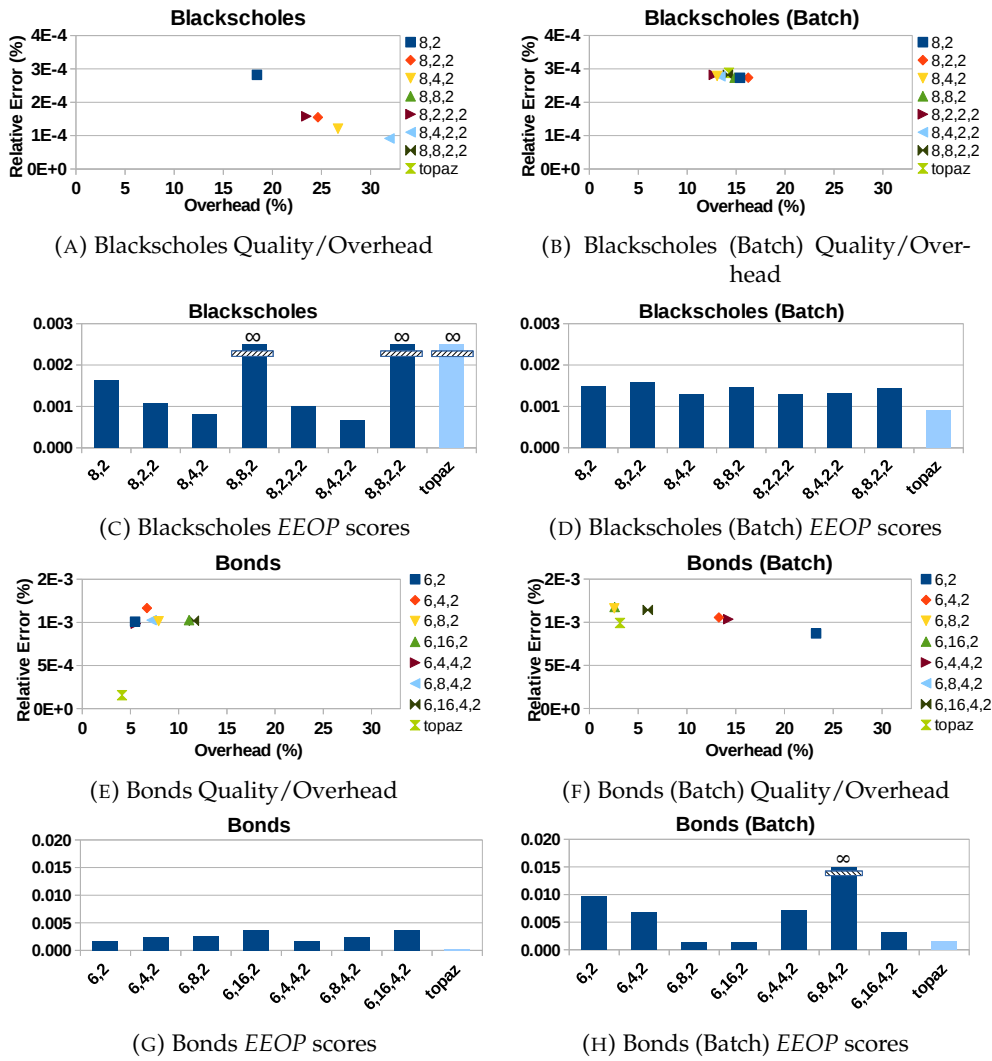 Blackscholes
Relative Error (%)
4E-4
3E-4
2E-4
1E-4
0E+0
0 5 10 15 20 25 30
Overhead (%)
8,2
8,2,2
8,4,2
8,8,2
8,2,2,2
8,4,2,2
8,8,2,2
topaz
(A) Blackscholes Quality/Overhead
Blackscholes (Batch)
Relative Error (%)
4E-4
3E-4
2E-4
1E-4
0E+0
0 5 10 15 20 25 30
Overhead (%)
8,2
8,2,2
8,4,2
8,8,2
8,2,2,2
8,4,2,2
8,8,2,2
topaz
(B) Blackscholes (Batch) Quality/Over-
head
Blackscholes
0.003
0.002
0.001
0.000
∞ ∞ ∞
8,2 8,2,2 8,4,2 8,8,2 8,2,2,2 8,4,2,2 8,8,2,2 topaz
(C) Blackscholes EEOP scores
Blackscholes (Batch)
0.003
0.002
0.001
0.000
8,2 8,2,2 8,4,2 8,8,2 8,2,2,2 8,4,2,2 8,8,2,2 topaz
(D) Blackscholes (Batch) EEOP scores
Bonds
Relative Error (%)
2E-3
1E-3
5E-4
0E+0
0 5 10 15 20 25 30
Overhead (%)
6,2
6,4,2
6,8,2
6,16,2
6,4,4,2
6,8,4,2
6,16,4,2
topaz
(E) Bonds Quality/Overhead
Bonds (Batch)
Relative Error (%)
2E-3
1E-3
5E-4
0E+0
0 5 10 15 20 25 30
Overhead (%)
6,2
6,4,2
6,8,2
6,16,2
6,4,4,2
6,8,4,2
6,16,4,2
topaz
(F) Bonds (Batch) Quality/Overhead
Bonds
0.020
0.015
0.010
0.005
0.000
6,2 6,4,2 6,8,2 6,16,2 6,4,4,2 6,8,4,2 6,16,4,2 topaz
(G) Bonds EEOP scores
Bonds (Batch)
0.020
0.015
0.010
0.005
0.000
∞
6,2 6,4,2 6,8,2 6,16,2 6,4,4,2 6,8,4,2 6,16,4,2 topaz
(H) Bonds (Batch) EEOP scores